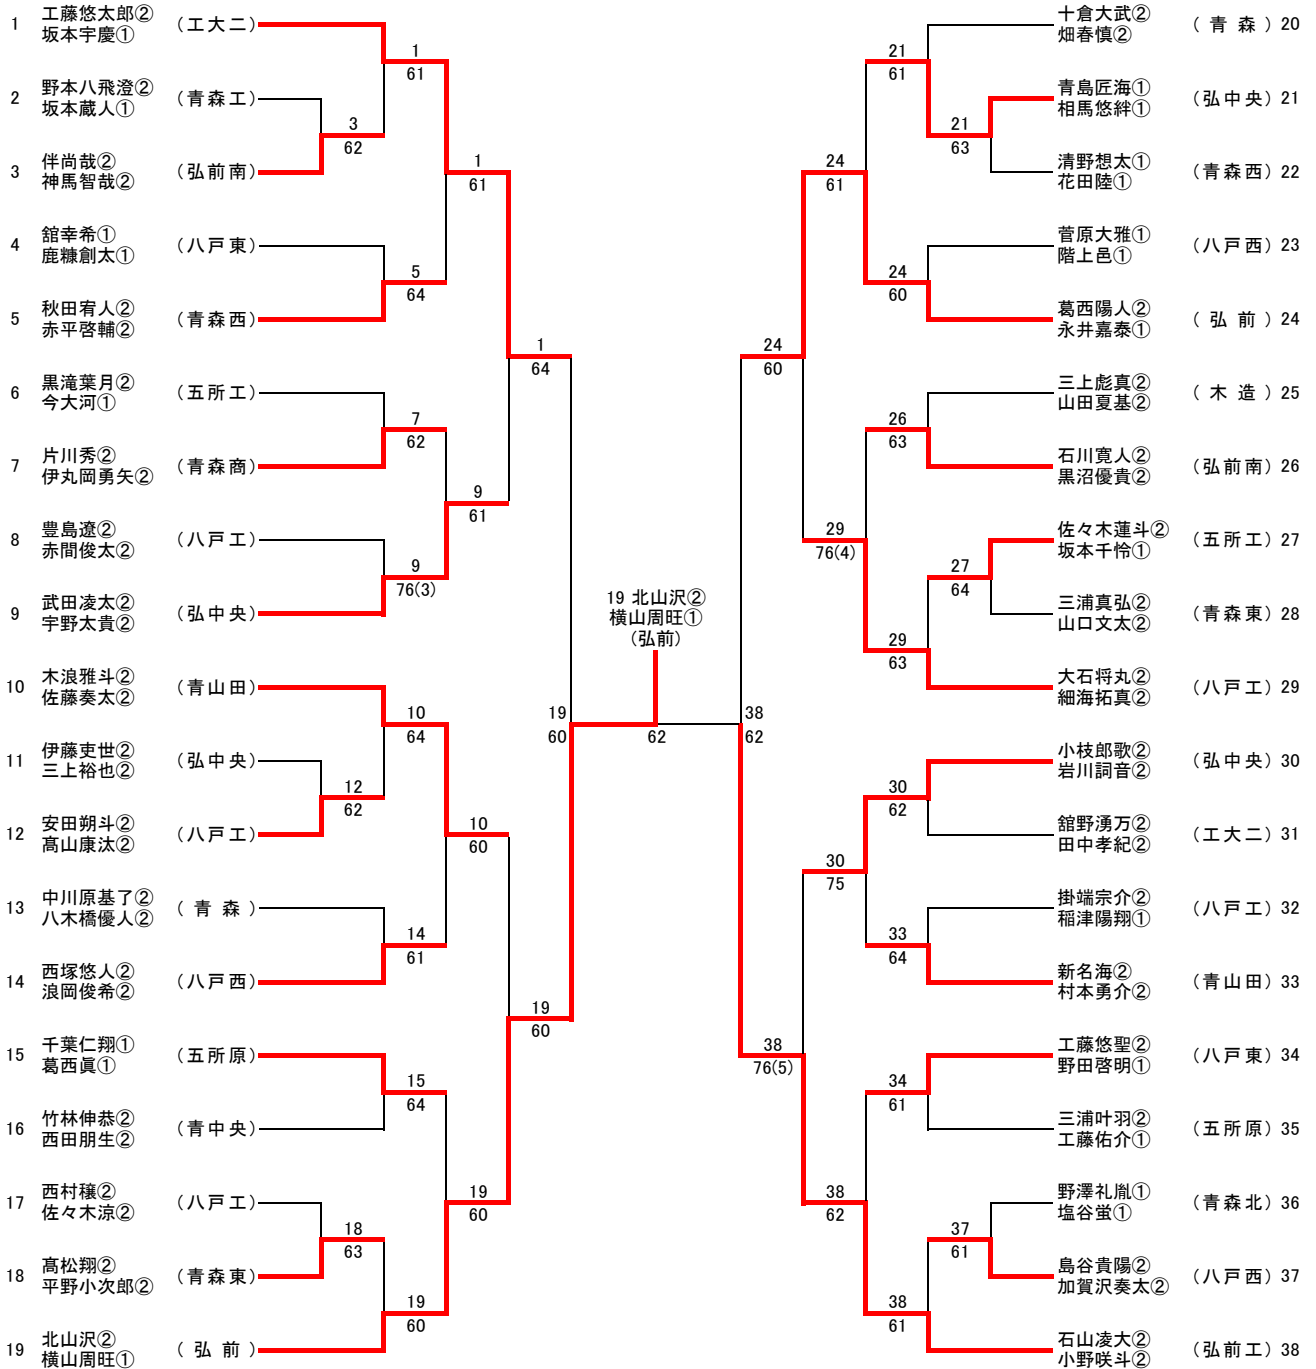 1 工藤悠太郎② (工大二)
坂本宇慶①
2 野本八飛澄② (青森工)
坂本蔵人①
3 伴尚哉② (弘前南)
神馬智哉②
4 舘幸希① (八戸東)
鹿糠創太①
5 秋田宥人② (青森西)
赤平啓輔②
6 黒滝葉月② (五所工)
今大河①
7 片川秀② (青森商)
伊丸岡勇矢②
8 豊島遼② (八戸工)
赤間俊太②
9 武田凌太② (弘中央)
宇野太貴②
10 木浪雅斗② (青山田)
佐藤奏太②
11 伊藤吏世② (弘中央)
三上裕也②
12 安田朔斗② (八戸工)
髙山康汰②
13 中川原基了② (青森)
八木橋優人②
14 西塚悠人② (八戸西)
浪岡俊希②
15 千葉仁翔① (五所原)
葛西眞①
16 竹林伸恭② (青中央)
西田朋生②
17 西村穣② (八戸工)
佐々木涼②
18 髙松翔② (青森東)
平野小次郎②
19 北山沢② (弘前)
横山周旺①
3
62
12
62
18
63
1
61
5
64
7
62
9
76(3)
10
64
14
61
15
64
19
60
1
61
9
61
10
60
19
60
1
64
19
60
19
60
19 北山沢②
横山周旺①
(弘前)
62
38
62
24
60
38
76(5)
24
61
29
76(4)
30
75
38
62
21
61
24
60
26
63
29
63
30
62
33
64
34
61
38
61
21
63
27
64
37
61
十倉大武② (青森) 20
畑春慎②
青島匠海① (弘中央) 21
相馬悠絆①
清野想太① (青森西) 22
花田陸①
菅原大雅① (八戸西) 23
階上邑①
葛西陽人② (弘前) 24
永井嘉泰①
三上彪真② (木造) 25
山田夏基②
石川寛人② (弘前南) 26
黒沼優貴②
佐々木蓮斗② (五所工) 27
坂本千怜①
三浦真弘② (青森東) 28
山口文太②
大石将丸② (八戸工) 29
細海拓真②
小枝郎歌② (弘中央) 30
岩川詞音②
舘野湧万② (工大二) 31
田中孝紀②
掛端宗介② (八戸工) 32
稲津陽翔①
新名海② (青山田) 33
村本勇介②
工藤悠聖② (八戸東) 34
野田啓明①
三浦叶羽② (五所原) 35
工藤佑介①
野澤礼胤① (青森北) 36
塩谷蛍①
島谷貴陽② (八戸西) 37
加賀沢奏太②
石山凌大② (弘前工) 38
小野咲斗②